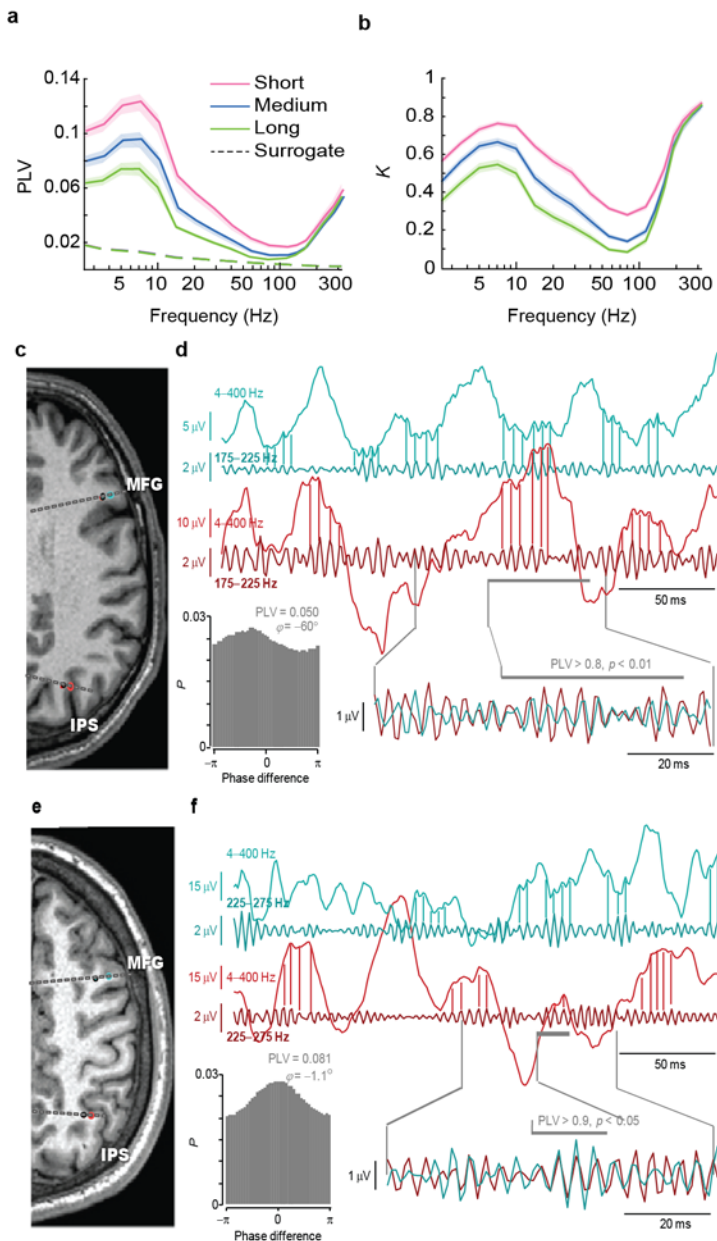 a
PLV
0.14
0.1
0.06
0.02
5 10 50 100 300
Frequency (Hz)
Short
Medium
Long
Surrogate
b
K
1
0.8
0.6
0.4
0.2
0
5 10 50 100 300
Frequency (Hz)
c
MFG
IPS
d
4–400 Hz
5 µV
2 µV
175–225 Hz
10 µV
4–400 Hz
2 µV
175–225 Hz
50 ms
0.03
PLV = 0.050
φ = −60°
P
0
−π 0 π
Phase difference
PLV > 0.8, p < 0.01
1 µV
20 ms
e
MFG
IPS
f
4–400 Hz
15 µV
225–275 Hz
2 µV
15 µV
4–400 Hz
2 µV
225–275 Hz
50 ms
PLV = 0.081
φ = −1.1°
0.03
P
0
−π 0 π
Phase difference
PLV > 0.9, p < 0.05
1 µV
20 ms